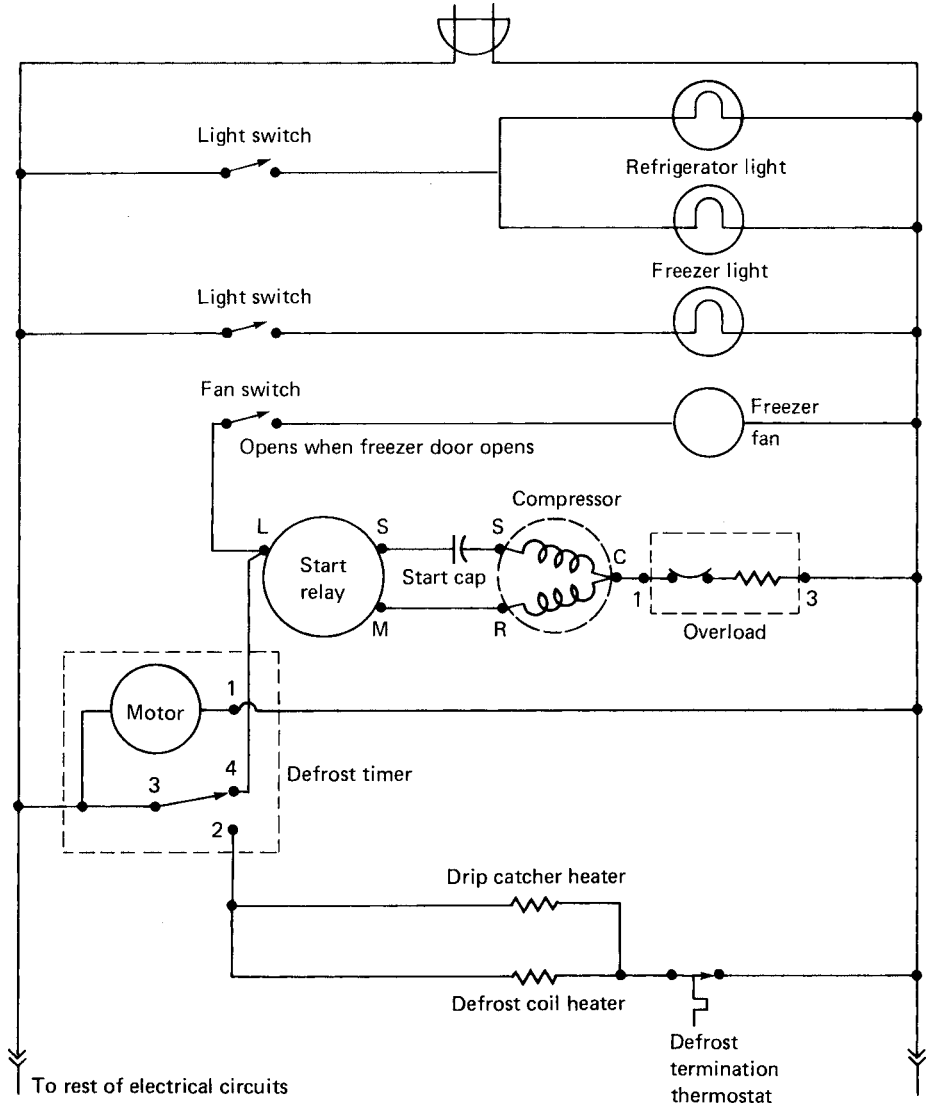 Light switch
Refrigerator light
Freezer light
Light switch
Fan switch
Freezer
fan
Opens when freezer door opens
Compressor
L
S
S
C
Start
relay
Start cap
1
3
M
R
Overload
1
Motor
4
3
Defrost timer
2
Drip catcher heater
Defrost coil heater
Defrost
termination
thermostat
To rest of electrical circuits